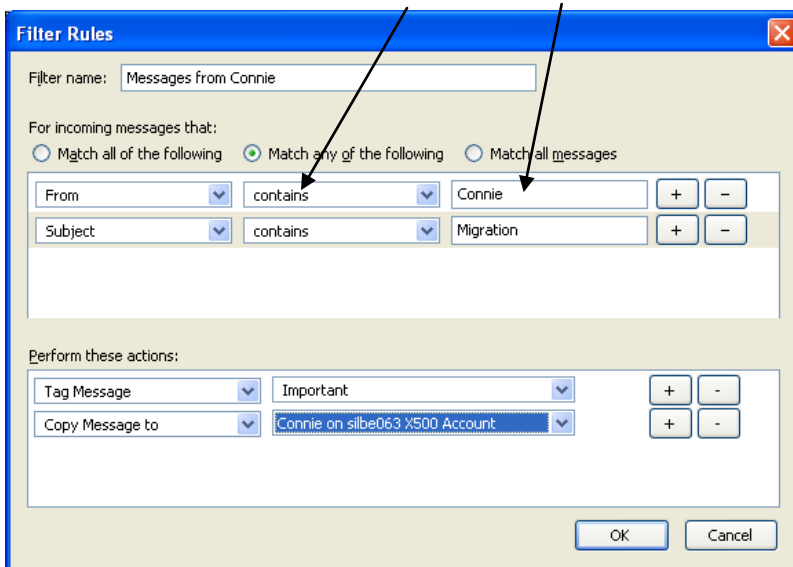 Filter Rules
Filter name: Messages from Connie
For incoming messages that:
Match all of the following Match any of the following Match all messages
From contains Connie + –
Subject contains Migration + –
Perform these actions:
Tag Message Important + -
Copy Message to Connie on silbe063 X500 Account + -
OK Cancel